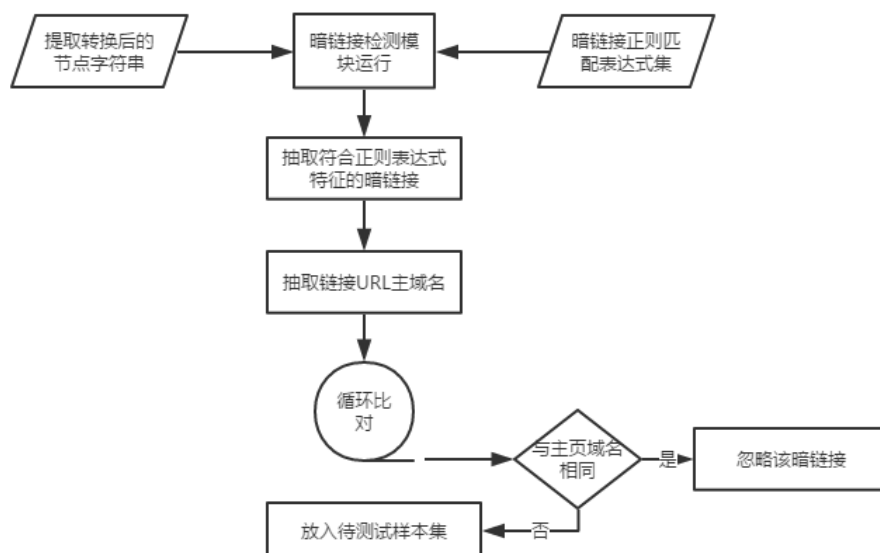 提取转换后的
节点字符串
暗链接检测模
块运行
暗链接正则匹
配表达式集
抽取符合正则表达式
特征的暗链接
抽取链接URL主域名
循环比
对
与主页域名
相同
是
忽略该暗链接
否
放入待测试样本集